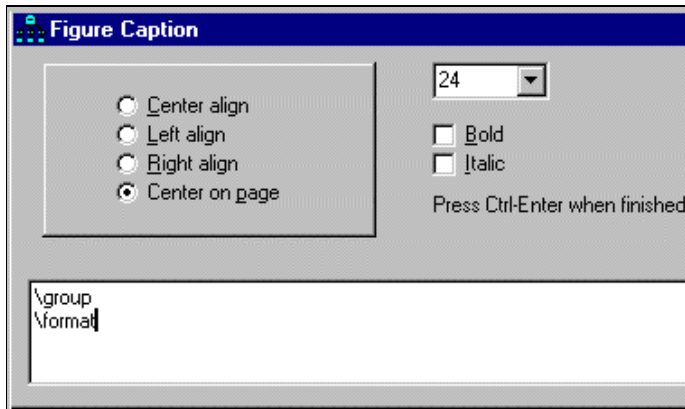 Figure Caption
Center align
Left align
Right align
Center on page
24
Bold
Italic
Press Ctrl-Enter when finished
\group
\format